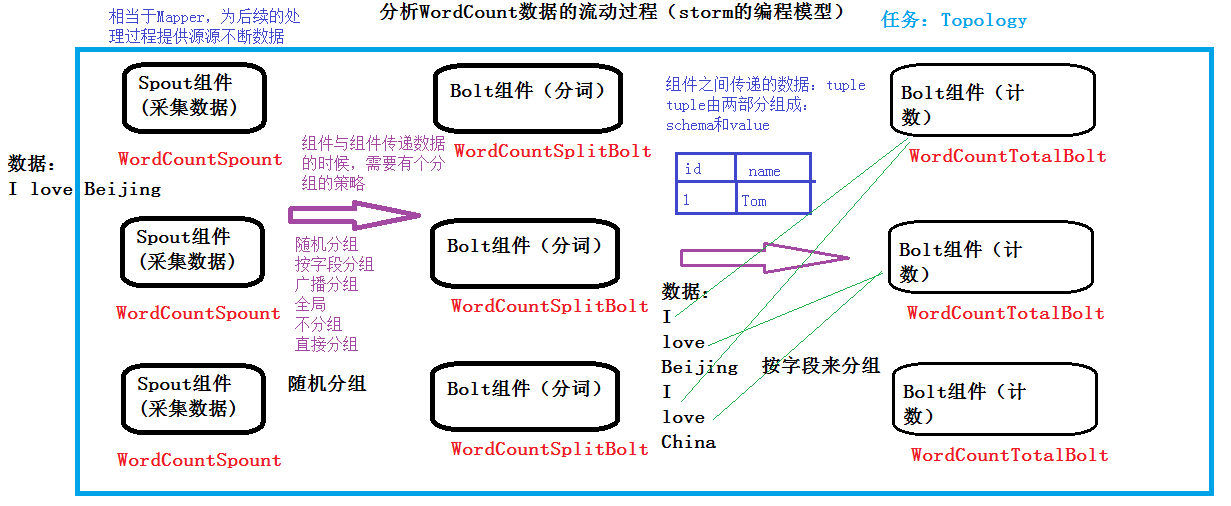 分析WordCount数据的流动过程（storm的编程模型）
任务：Topology
相当于Mapper，为后续的处
理过程提供源源不断数据
数据：
I love Beijing
Spout组件
(采集数据)
WordCountSpount
Spout组件
(采集数据)
WordCountSpount
Spout组件
(采集数据)
WordCountSpount
组件与组件传递数据
的时候，需要有个分
组的策略
随机分组
按字段分组
广播分组
全局
不分组
直接分组
随机分组
Bolt组件（分词）
WordCountSplitBolt
Bolt组件（分词）
WordCountSplitBolt
Bolt组件（分词）
WordCountSplitBolt
组件之间传递的数据：tuple
tuple由两部分组成：
schema和value
id name
1 Tom
数据：
I
love
Beijing 按字段来分组
I
love
China
Bolt组件（计
数）
WordCountTotalBolt
Bolt组件（计
数）
WordCountTotalBolt
Bolt组件（计
数）
WordCountTotalBolt